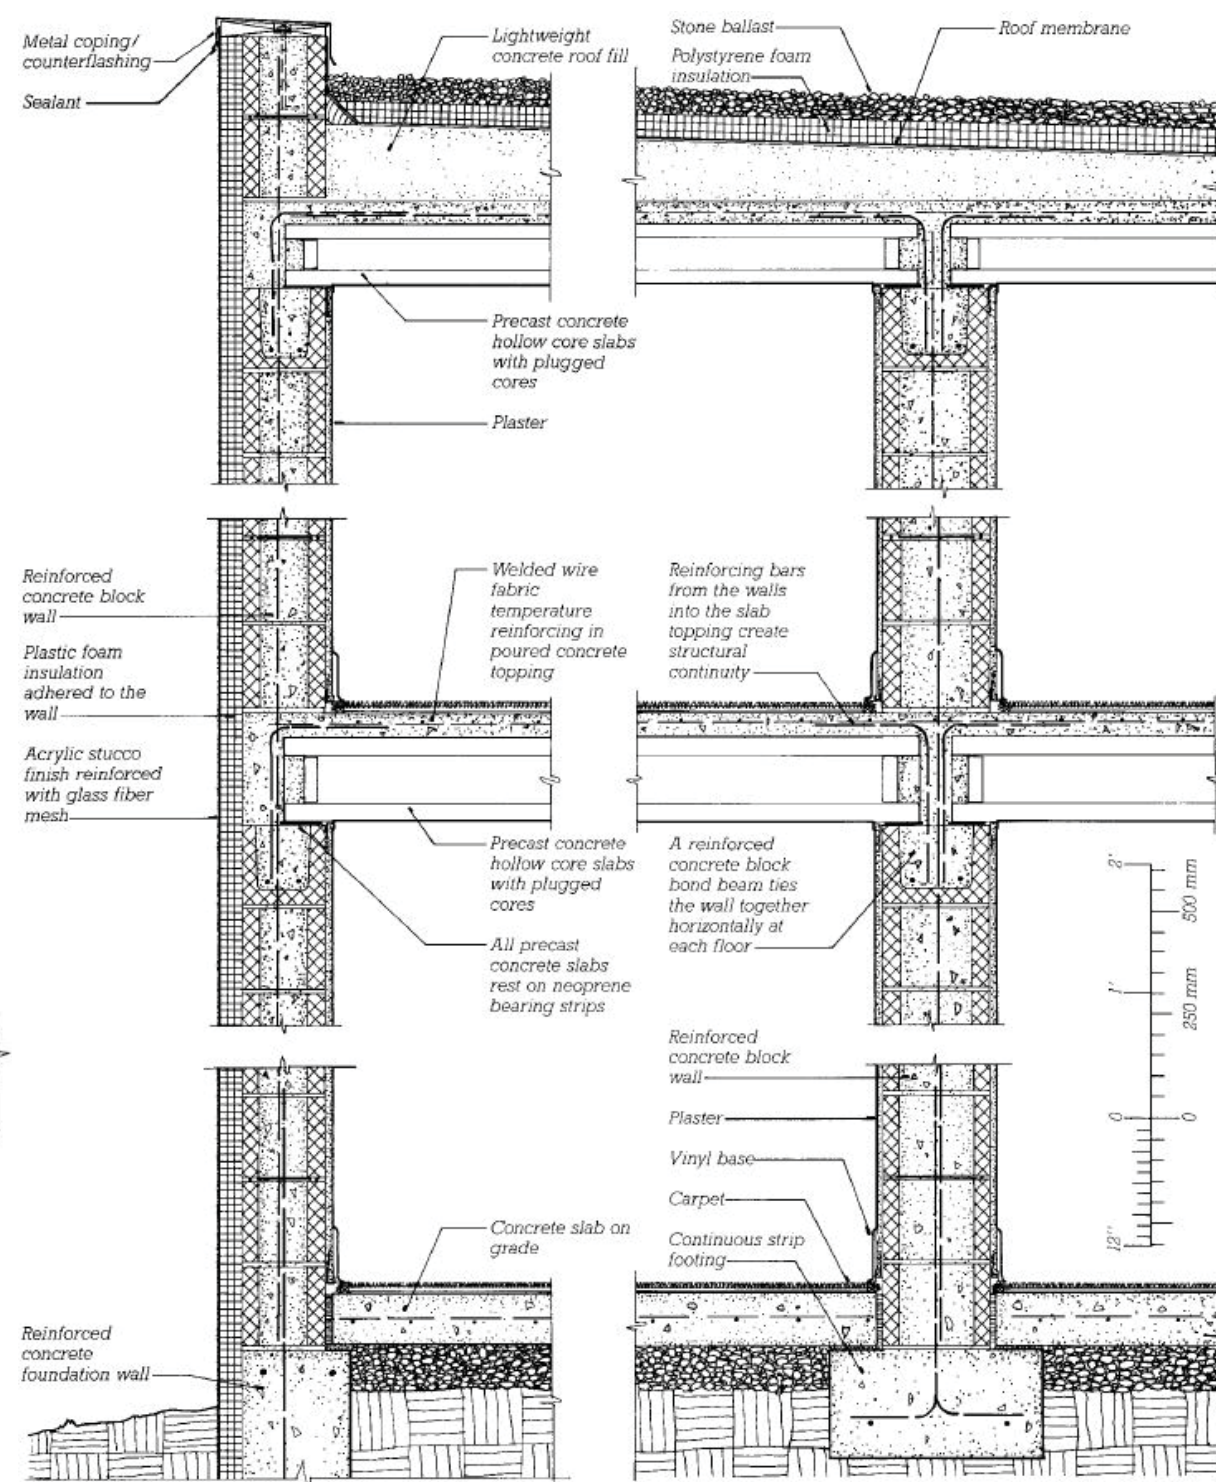 Metal coping/
counterflashing
Sealant
Lightweight
concrete roof fill
Stone ballast
Polystyrene foam
insulation
Roof membrane
Precast concrete
hollow core slabs
with plugged
cores
Plaster
Reinforced
concrete block
wall
Plastic foam
insulation
adhered to the
wall
Acrylic stucco
finish reinforced
with glass fiber
mesh
Welded wire
fabric
temperature
reinforcing in
poured concrete
topping
Reinforcing bars
from the walls
into the slab
topping create
structural
continuity
Precast concrete
hollow core slabs
with plugged
cores
All precast
concrete slabs
rest on neoprene
bearing strips
A reinforced
concrete block
bond beam ties
the wall together
horizontally at
each floor
2'
500 mm
1'
250 mm
0
0
12"
Reinforced
concrete block
wall
Plaster
Vinyl base
Carpet
Continuous strip
footing
Concrete slab on
grade
Reinforced
concrete
foundation wall